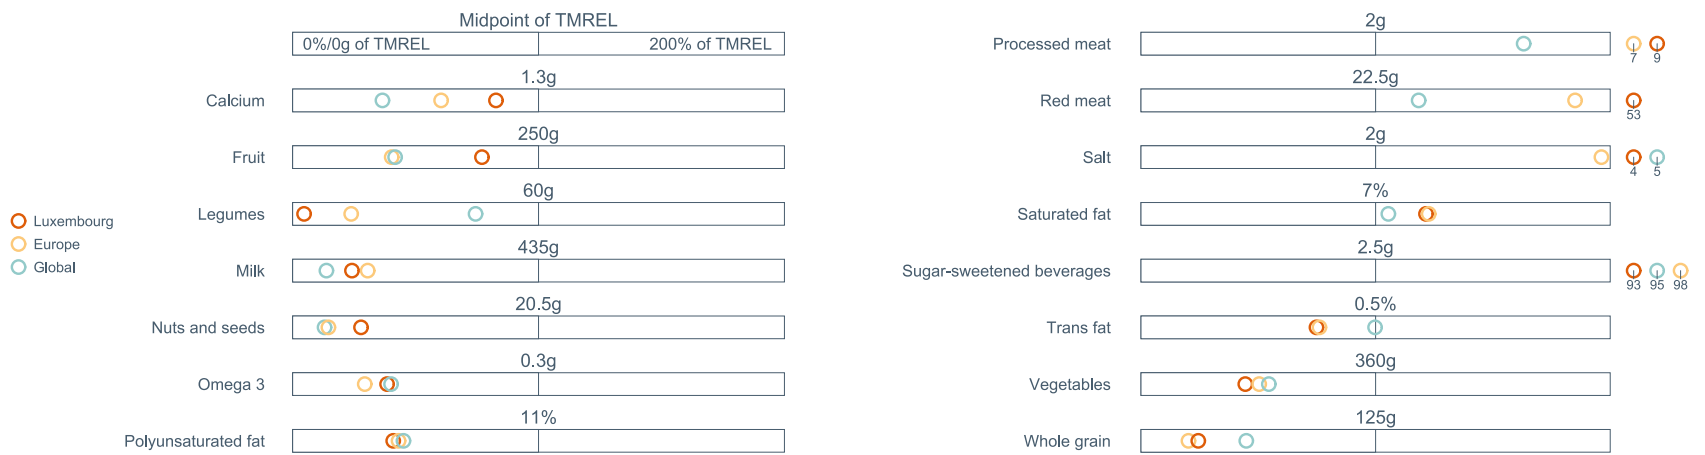 Midpoint of TMREL
0%/0g of TMREL 200% of TMREL
1.3g
Calcium
250g
Fruit
60g
Legumes
435g
Milk
20.5g
Nuts and seeds
0.3g
Omega 3
11%
Polyunsaturated fat
Luxembourg
Europe
Global
2g
Processed meat
7 9
22.5g
Red meat
53
2g
Salt
4 5
7%
Saturated fat
2.5g
Sugar-sweetened beverages
93 95 98
0.5%
Trans fat
360g
Vegetables
125g
Whole grain